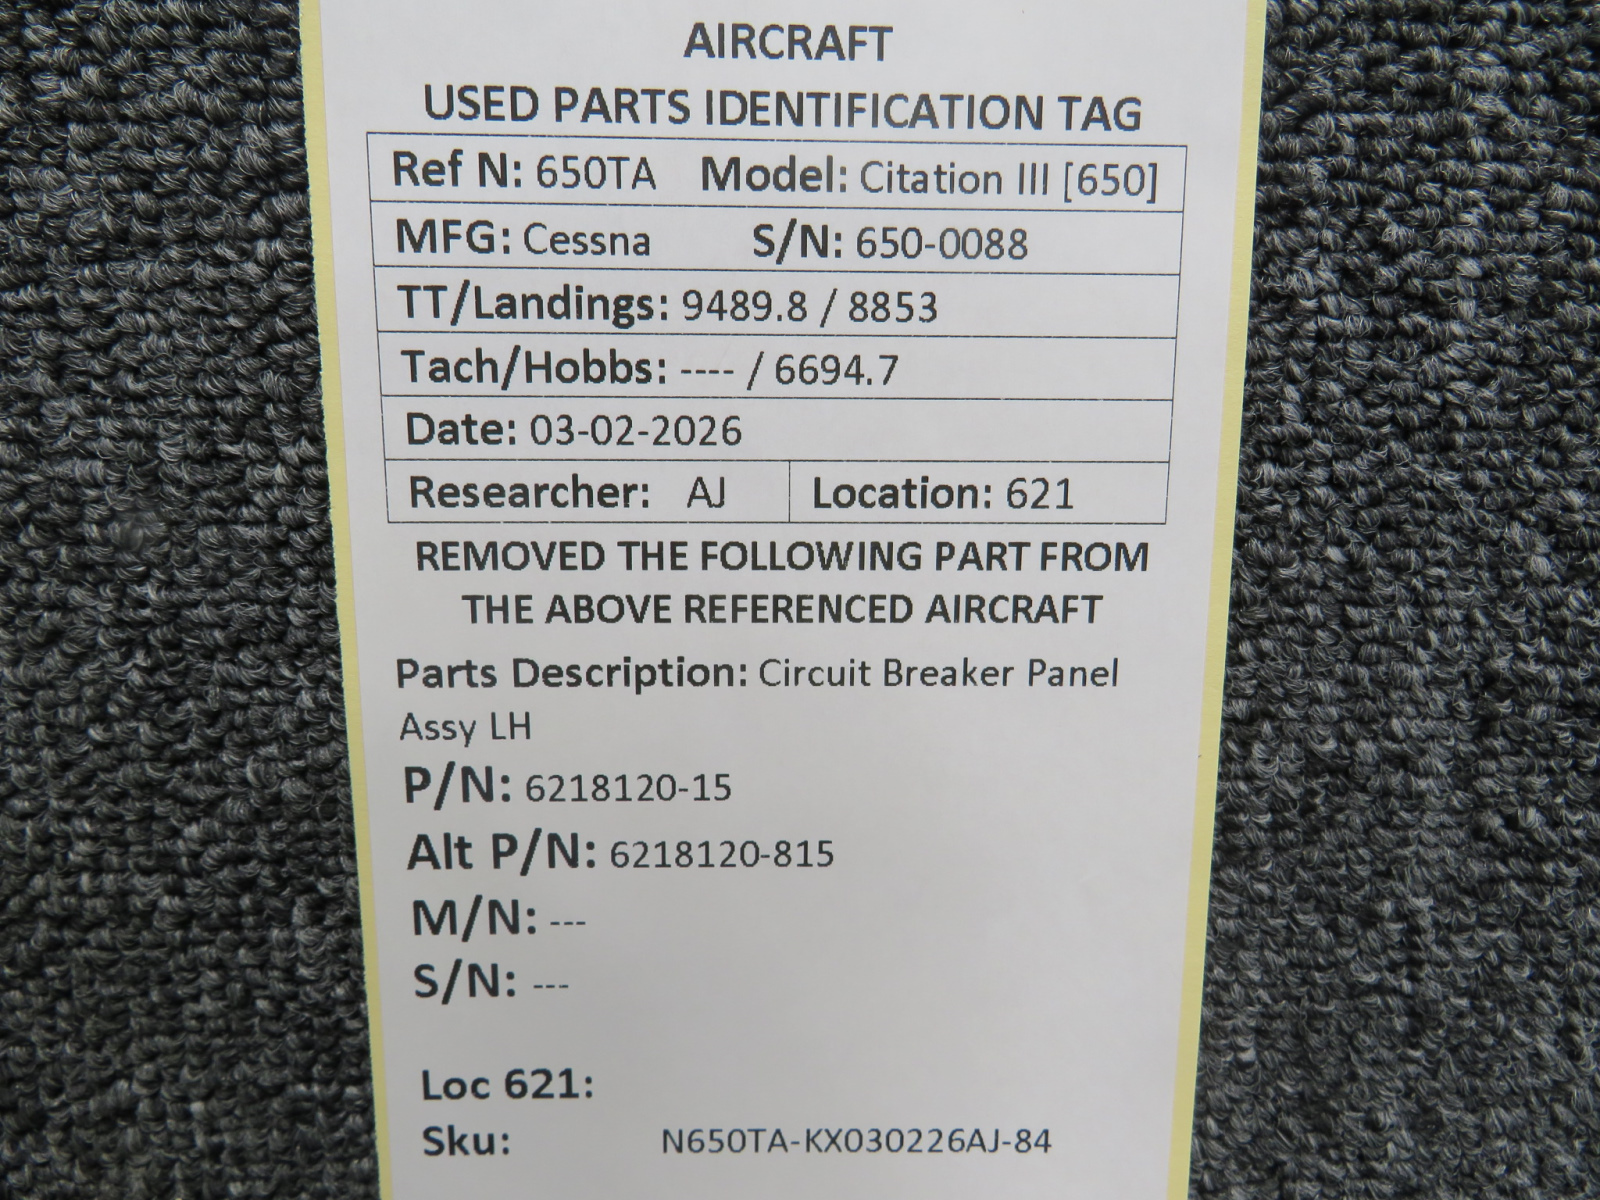 AIRCRAFT
USED PARTS IDENTIFICATION TAG
Ref N: 650TA Model: Citation III [650]
MFG: Cessna S/N: 650-0088
TT/Landings: 9489.8 / 8853
Tach/Hobbs: ---- / 6694.7
Date: 03-02-2026
Researcher: AJ Location: 621
REMOVED THE FOLLOWING PART FROM
THE ABOVE REFERENCED AIRCRAFT
Parts Description: Circuit Breaker Panel
Assy LH
P/N: 6218120-15
Alt P/N: 6218120-815
M/N: ---
S/N: ---
Loc 621:
Sku: N650TA-KX030226AJ-84